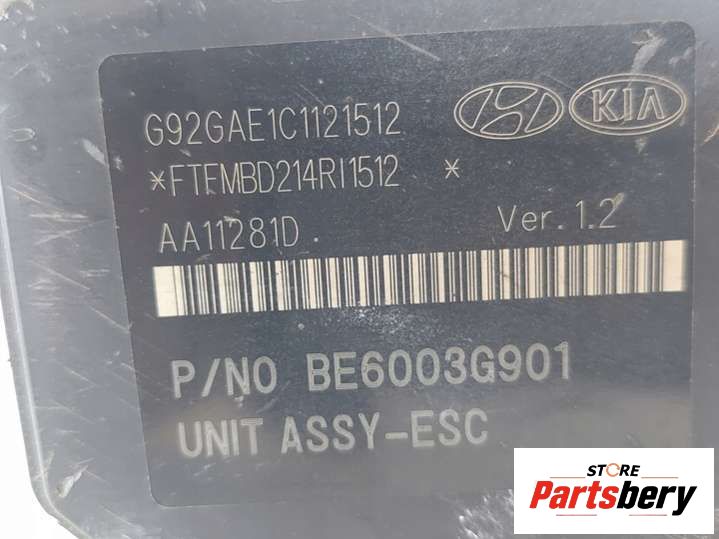 G92GAE1C1121512
KIA
*FTFMBD214RI1512 *
AA11281D Ver. 1.2
P/NO BE6003G901
UNIT ASSY-ESC
STORE
Partsbery